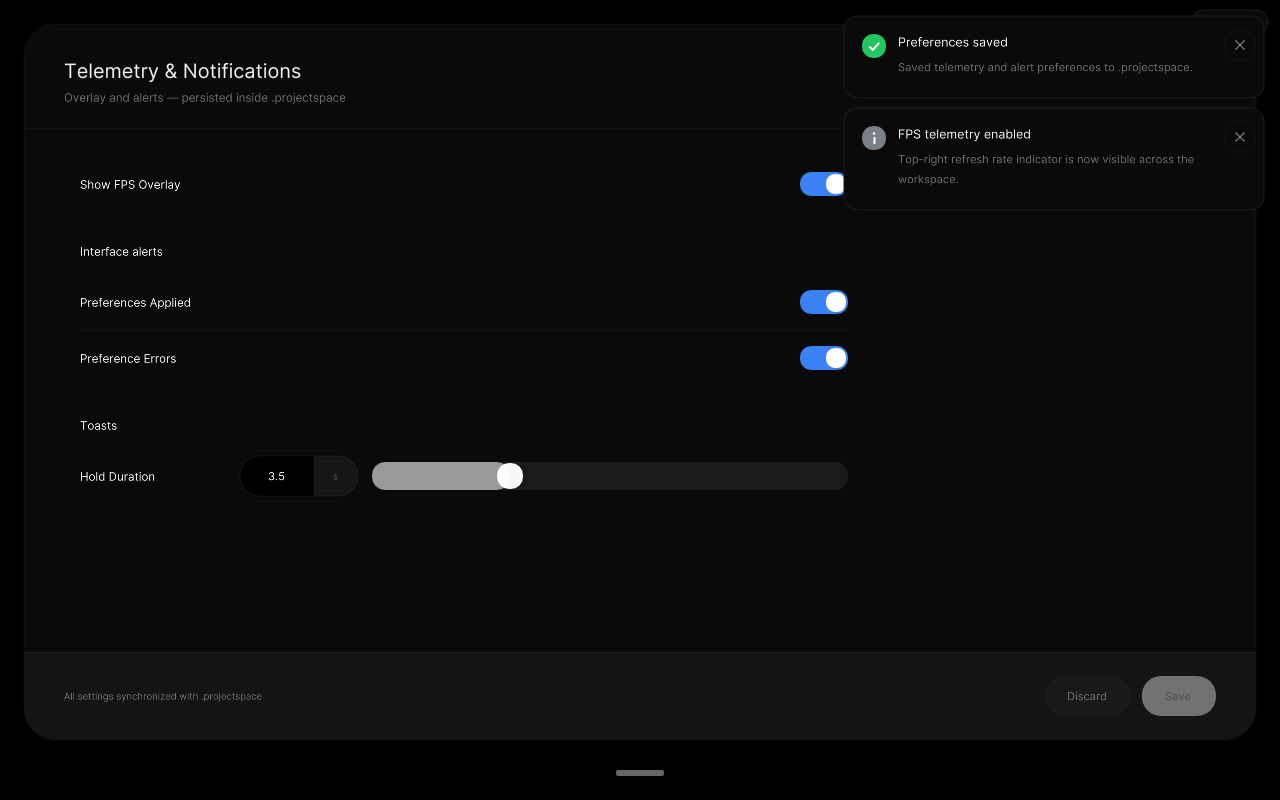 Telemetry & Notifications
Overlay and alerts — persisted inside .projectspace
Preferences saved
Saved telemetry and alert preferences to .projectspace.
FPS telemetry enabled
Top-right refresh rate indicator is now visible across the
workspace.
Show FPS Overlay
Interface alerts
Preferences Applied
Preference Errors
Toasts
Hold Duration
3.5
s
All settings synchronized with .projectspace
Discard
Save